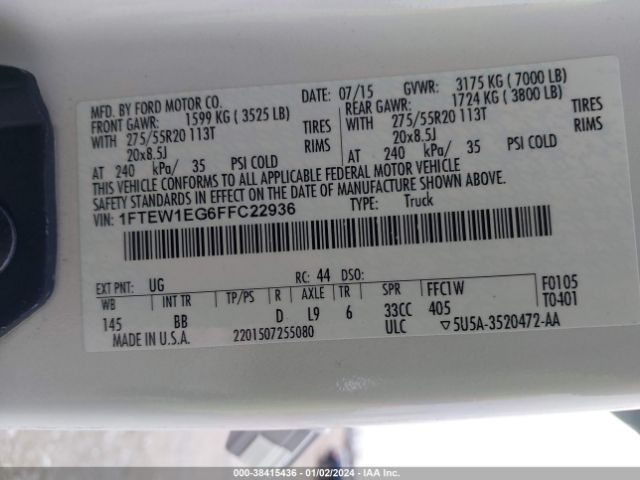 MFD. BY FORD MOTOR CO. DATE: 07/15 GVWR: 3175 KG ( 7000 LB)
FRONT GAWR: 1599 KG ( 3525 LB) REAR GAWR: 1724 KG ( 3800 LB)
WITH 275/55R20 113T TIRES WITH 275/55R20 113T TIRES
20x8.5J RIMS 20x8.5J RIMS
AT 240 kPa/ 35 PSI COLD AT 240 kPa/ 35 PSI COLD
THIS VEHICLE CONFORMS TO ALL APPLICABLE FEDERAL MOTOR VEHICLE
SAFETY STANDARDS IN EFFECT ON THE DATE OF MANUFACTURE SHOWN ABOVE.
VIN: 1FTEW1EG6FFC22936 TYPE: Truck
EXT PNT: UG RC: 44 DSO:
WB INT TR TP/PS R AXLE TR SPR FFC1W F0105
145 BB D L9 6 33CC 405 T0401
MADE IN U.S.A. 2201507255080 ULC ▽5U5A-3520472-AA
000-38415436 - 01/02/2024 - IAA Inc.